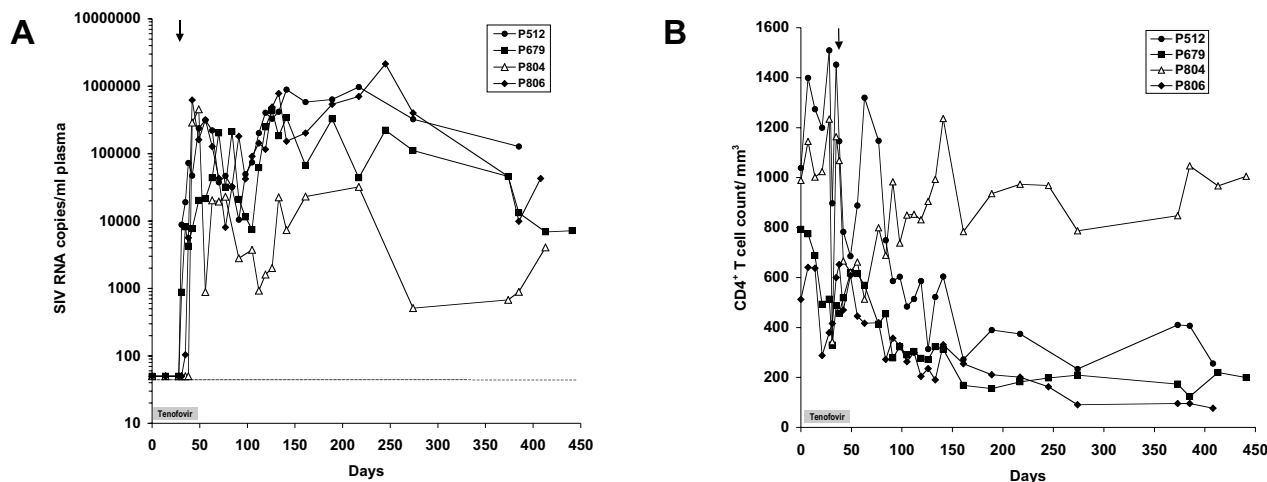 A
10000000
1000000
100000
10000
1000
100
10
SIV RNA copies/ml plasma
P512
P679
P804
P806
Tenofovir
0 50 100 150 200 250 300 350 400 450
Days
B
1600
1400
1200
1000
800
600
400
200
0
CD4⁺ T cell count/ mm³
P512
P679
P804
P806
Tenofovir
0 50 100 150 200 250 300 350 400 450
Days